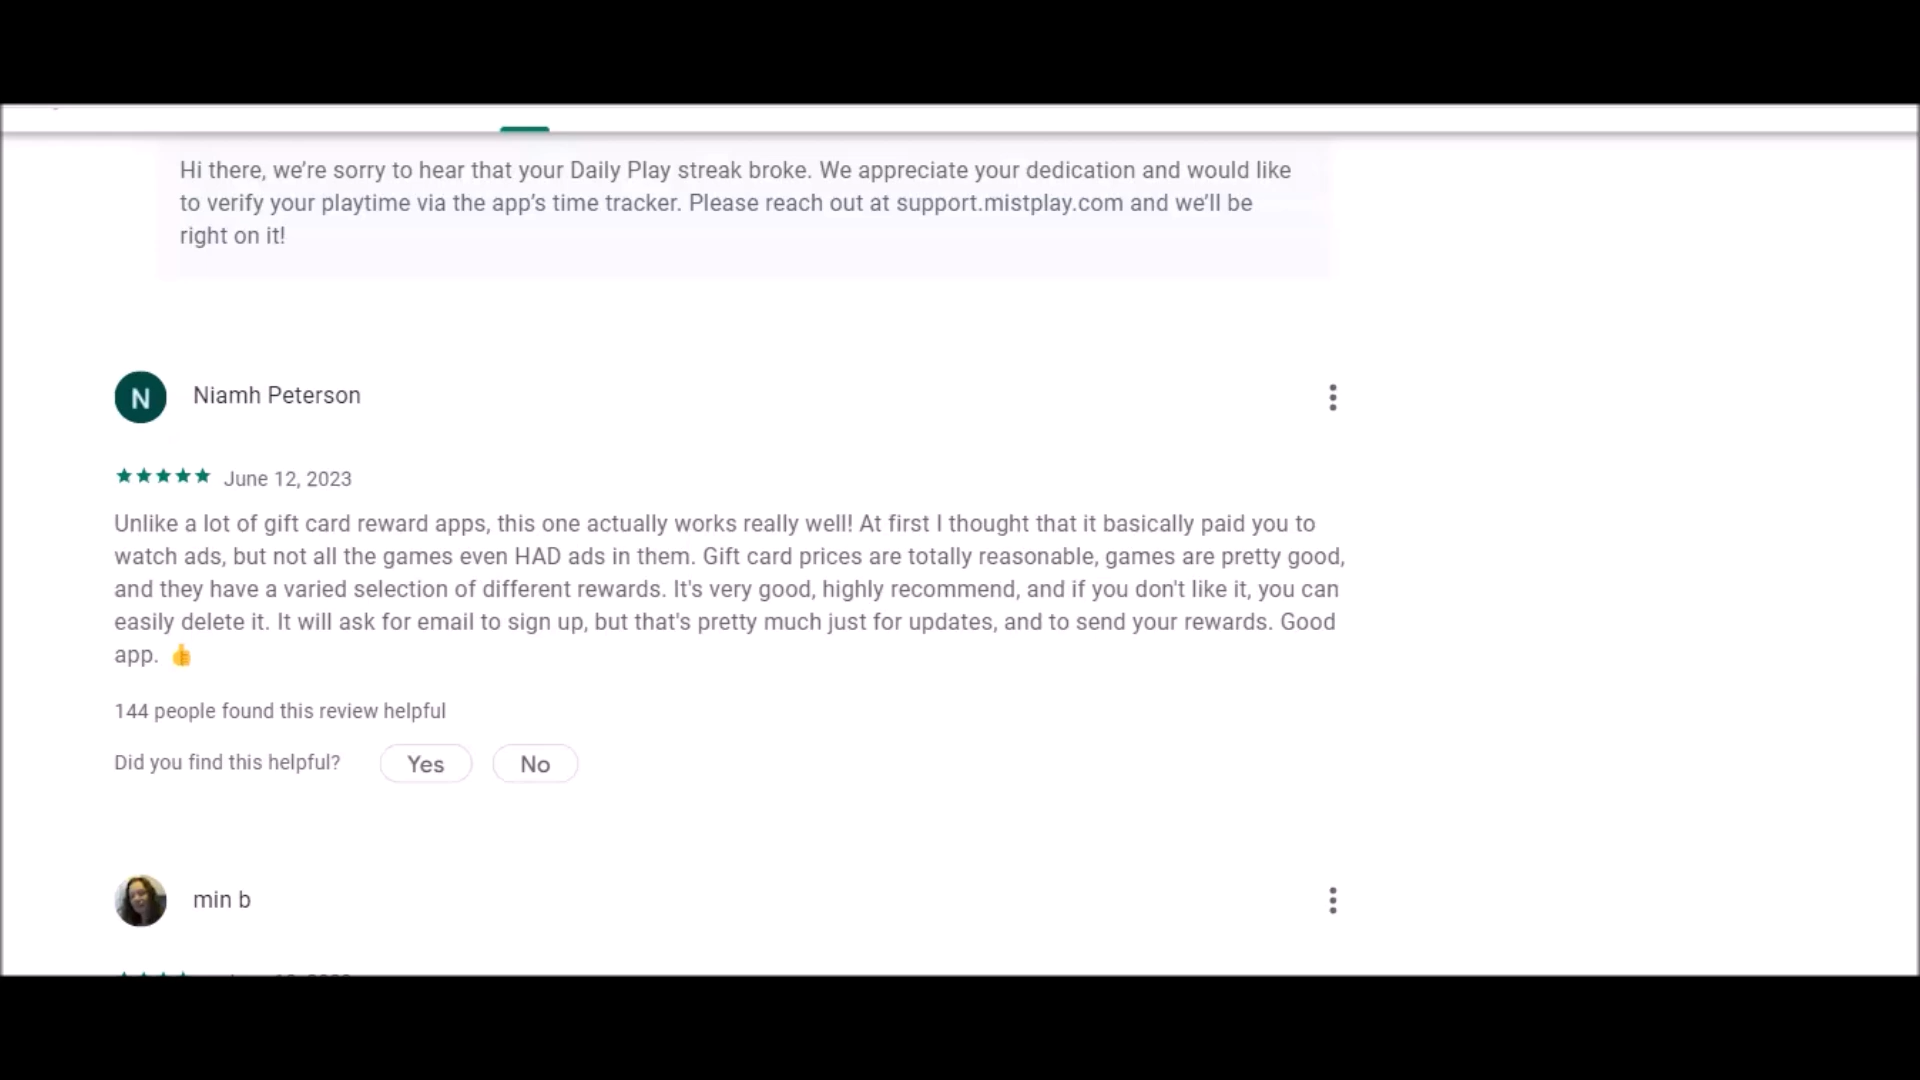 Hi there, we’re sorry to hear that your Daily Play streak broke. We appreciate your dedication and would like
to verify your playtime via the app’s time tracker. Please reach out at support.mistplay.com and we’ll be
right on it!
N
Niamh Peterson
June 12, 2023
Unlike a lot of gift card reward apps, this one actually works really well! At first I thought that it basically paid you to
watch ads, but not all the games even HAD ads in them. Gift card prices are totally reasonable, games are pretty good,
and they have a varied selection of different rewards. It's very good, highly recommend, and if you don't like it, you can
easily delete it. It will ask for email to sign up, but that's pretty much just for updates, and to send your rewards. Good
app. 👍
144 people found this review helpful
Did you find this helpful? Yes No
min b